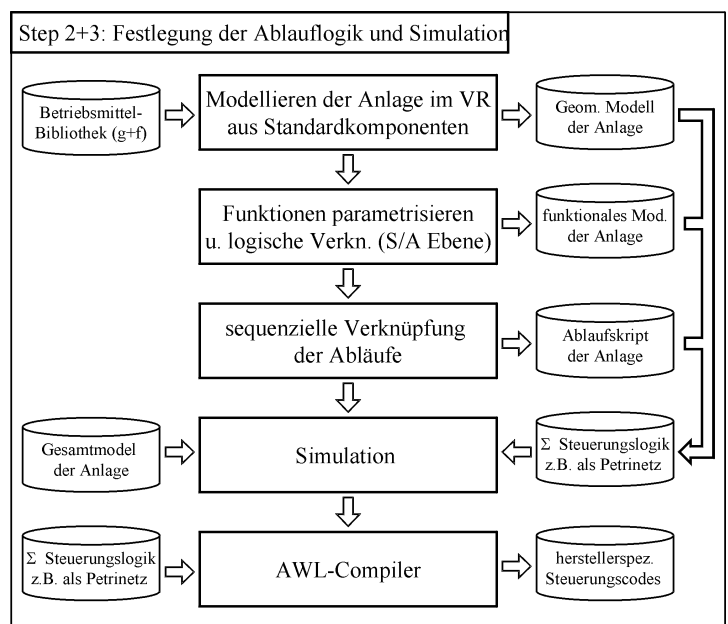 Step 2+3: Festlegung der Ablauflogik und Simulation
Betriebsmittel-
Bibliothek (g+f)
Modellieren der Anlage im VR
aus Standardkomponenten
Geom. Modell
der Anlage
Funktionen parametrisieren
u. logische Verkn. (S/A Ebene)
funktionales Mod.
der Anlage
sequenzielle Verknüpfung
der Abläufe
Ablaufskript
der Anlage
Gesamtmodel
der Anlage
Simulation
Σ Steuerungslogik
z.B. als Petrinetz
Σ Steuerungslogik
z.B. als Petrinetz
AWL-Compiler
herstellerspez.
Steuerungscodes